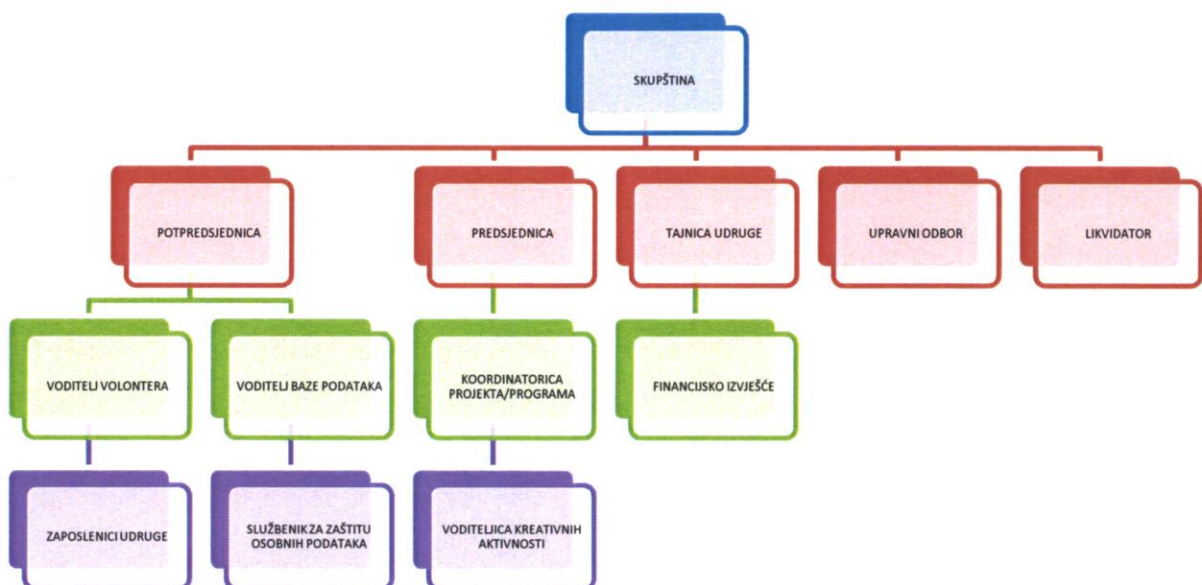 SKUPŠTINA
POTPREDSJEDNICA
PREDSJEDNICA
TAJNICA UDRUGE
UPRAVNI ODBOR
LIKVIDATOR
VODITELJ VOLONTERA
VODITELJ BAZE PODATAKA
KOORDINATORICA
PROJEKTA/PROGRAMA
FINANCIJSKO IZVJEŠĆE
ZAPOSLENICI UDRUGE
SLUŽBENIK ZA ZAŠTITU
OSOBNIH PODATAKA
VODITELJICA KREATIVNIH
AKTIVNOSTI